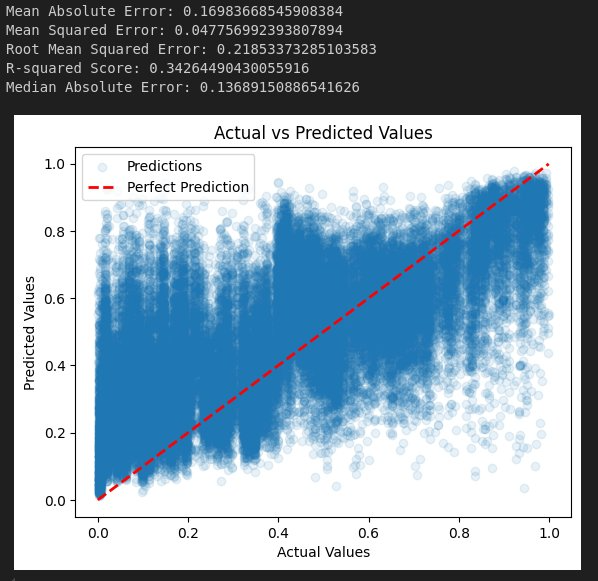 Mean Absolute Error: 0.16983668545908384
Mean Squared Error: 0.047756992393807894
Root Mean Squared Error: 0.21853373285103583
R-squared Score: 0.34264490430055916
Median Absolute Error: 0.13689150886541626
Actual vs Predicted Values
Predictions
Perfect Prediction
Predicted Values
1.0
0.8
0.6
0.4
0.2
0.0
0.0 0.2 0.4 0.6 0.8 1.0
Actual Values